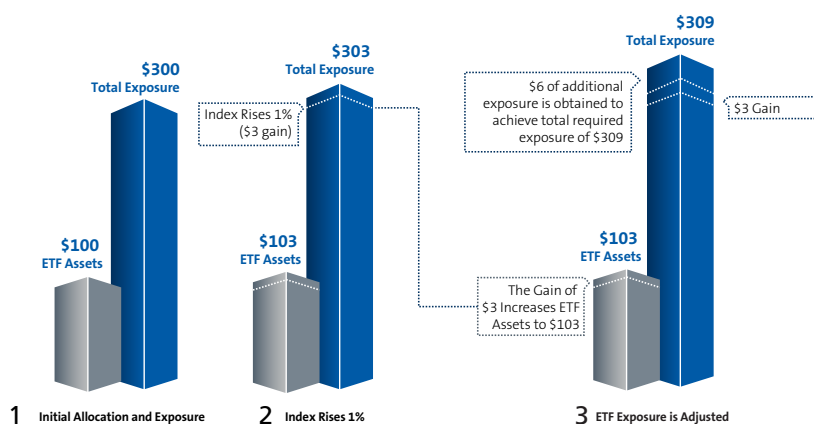 $300
Total Exposure
$100
ETF Assets
1 Initial Allocation and Exposure
$303
Total Exposure
Index Rises 1%
($3 gain)
$103
ETF Assets
2 Index Rises 1%
$309
Total Exposure
$6 of additional
exposure is obtained to
achieve total required
exposure of $309
$3 Gain
$103
ETF Assets
The Gain of
$3 Increases ETF
Assets to $103
3 ETF Exposure is Adjusted